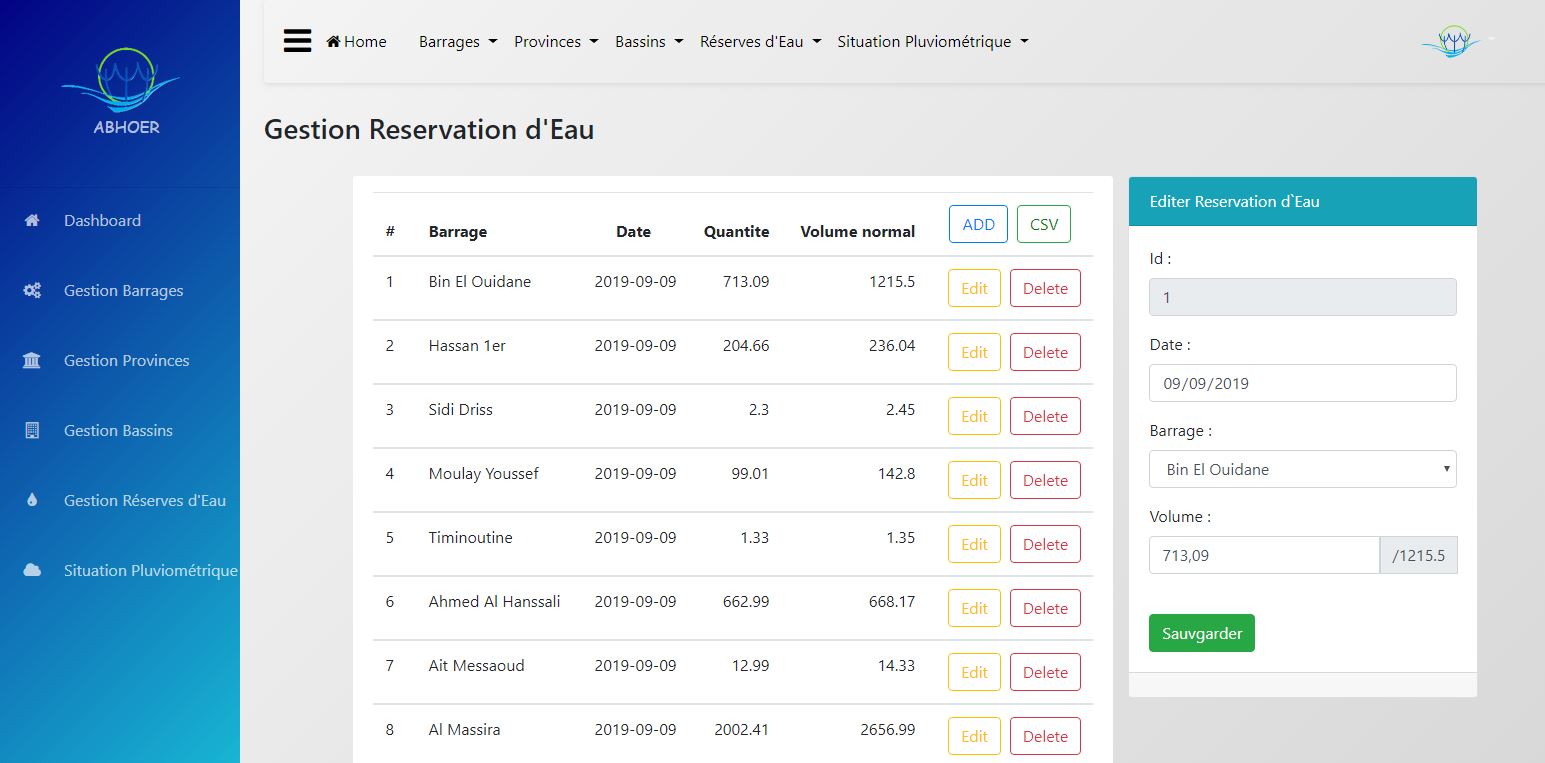 ABHOER
Dashboard
Gestion Barrages
Gestion Provinces
Gestion Bassins
Gestion Réserves d'Eau
Situation Pluviométrique
Home Barrages Provinces Bassins Réserves d'Eau Situation Pluviométrique
Gestion Reservation d'Eau
# Barrage Date Quantite Volume normal ADD CSV
1 Bin El Ouidane 2019-09-09 713.09 1215.5 Edit Delete
2 Hassan 1er 2019-09-09 204.66 236.04 Edit Delete
3 Sidi Driss 2019-09-09 2.3 2.45 Edit Delete
4 Moulay Youssef 2019-09-09 99.01 142.8 Edit Delete
5 Timinoutine 2019-09-09 1.33 1.35 Edit Delete
6 Ahmed Al Hanssali 2019-09-09 662.99 668.17 Edit Delete
7 Ait Messaoud 2019-09-09 12.99 14.33 Edit Delete
8 Al Massira 2019-09-09 2002.41 2656.99 Edit Delete
Editer Reservation d`Eau
Id :
1
Date :
09/09/2019
Barrage :
Bin El Ouidane
Volume :
713,09 /1215.5
Sauvgarder